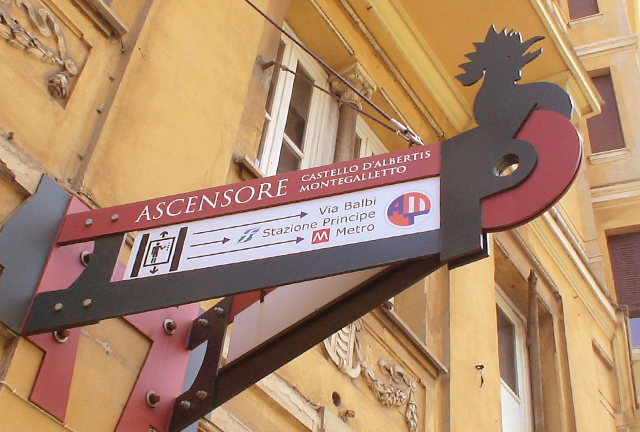 ASCENSORE
CASTELLO D'ALBERTIS
MONTEGALLETTO
Via Balbi
Stazione Principe
M Metro